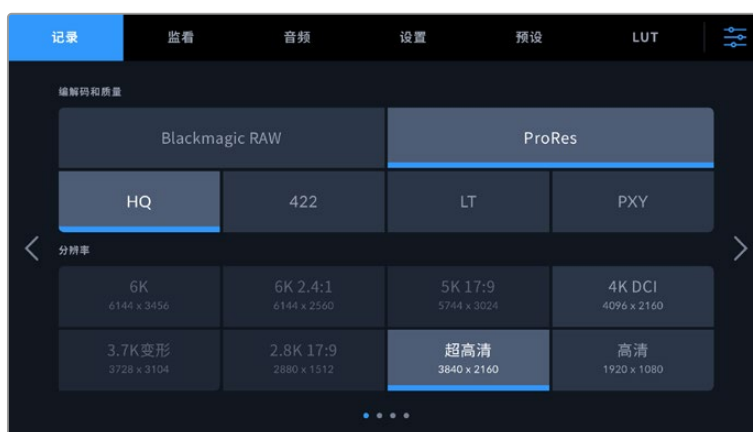 记录 监看 音频 设置 预设 LUT
编解码和质量
Blackmagic RAW ProRes
HQ 422 LT PXY
分辨率
6K 6K 2.4:1 5K 17:9 4K DCI
6144 x 3456 6144 x 2560 5744 x 3024 4096 x 2160
3.7K变形 2.8K 17:9 超高清 高清
3728 x 3104 2880 x 1512 3840 x 2160 1920 x 1080